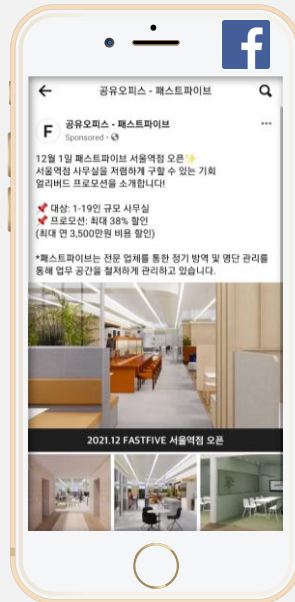 공유오피스 - 패스트파이브
F
공유오피스 - 패스트파이브
Sponsored ·
12월 1일 패스트파이브 서울역점 오픈✨
서울역점 사무실을 저렴하게 구할 수 있는 기회
얼리버드 프로모션을 소개합니다!
📌 대상: 1-19인 규모 사무실
📌 프로모션: 최대 38% 할인
(최대 연 3,500만원 비용 할인)
*패스트파이브는 전문 업체를 통한 정기 방역 및 명단 관리를
통해 업무 공간을 철저하게 관리하고 있습니다.
2021.12 FASTFIVE 서울역점 오픈